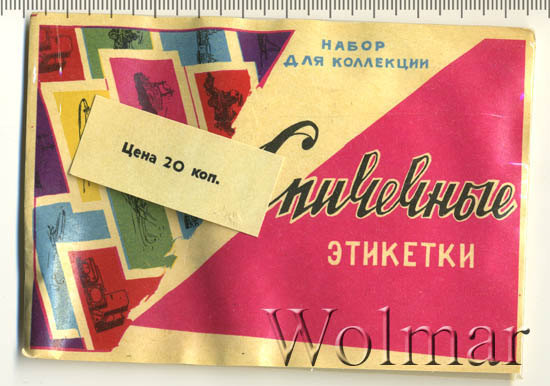 НАБОР
ДЛЯ КОЛЛЕКЦИИ
Цена 20 коп.
Спичечные
ЭТИКЕТКИ
Wolmar